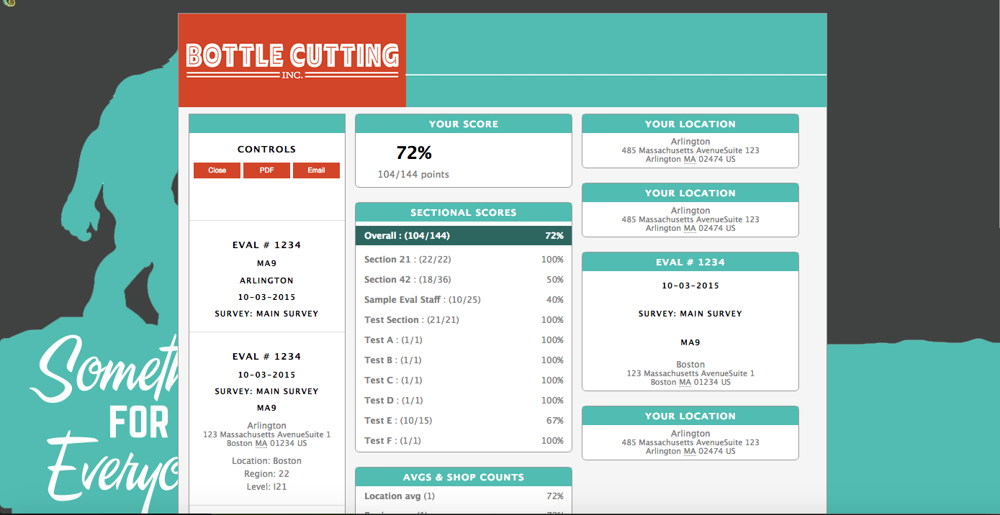 BOTTLE CUTTING
INC.
CONTROLS
Close PDF Email
EVAL # 1234
MA9
ARLINGTON
10-03-2015
SURVEY: MAIN SURVEY
EVAL # 1234
10-03-2015
SURVEY: MAIN SURVEY
MA9
Arlington
123 Massachusetts AvenueSuite 1
Boston MA 01234 US
Location: Boston
Region: 22
Level: I21
YOUR SCORE
72%
104/144 points
SECTIONAL SCORES
Overall : (104/144) 72%
Section 21 : (22/22) 100%
Section 42 : (18/36) 50%
Sample Eval Staff : (10/25) 40%
Test Section : (21/21) 100%
Test A : (1/1) 100%
Test B : (1/1) 100%
Test C : (1/1) 100%
Test D : (1/1) 100%
Test E : (10/15) 67%
Test F : (1/1) 100%
AVGS & SHOP COUNTS
Location avg (1) 72%
YOUR LOCATION
Arlington
485 Massachusetts AvenueSuite 123
Arlington MA 02474 US
YOUR LOCATION
Arlington
485 Massachusetts AvenueSuite 123
Arlington MA 02474 US
EVAL # 1234
10-03-2015
SURVEY: MAIN SURVEY
MA9
Boston
123 Massachusetts AvenueSuite 1
Boston MA 01234 US
YOUR LOCATION
Arlington
485 Massachusetts AvenueSuite 123
Arlington MA 02474 US
Someth
FOR
Everyo